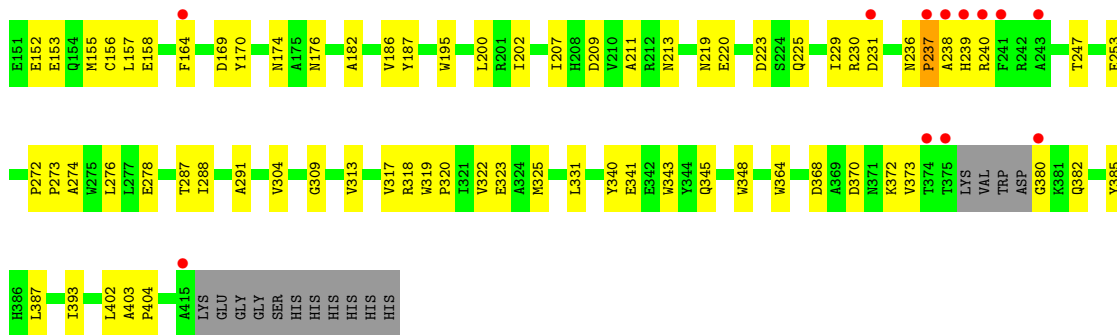 E151 E152 E153 Q154 M155 C156 L157 E158 F164 D169 Y170 N174 A175 N176 A182 V186 Y187 W195 L200 R201 I202 I207 H208 D209 V210 A211 R212 N213 N219 E220 D223 S224 Q225 I229 R230 D231 N236 P237 A238 H239 R240 F241 R242 A243 T247
P272 P273 A274 W275 L276 L277 E278 T287 I288 A291 V304 G309 V313 V317 R318 W319 P320 I321 V322 E323 A324 M325 L331 Y340 E341 E342 W343 Y344 Q345 W348 W364 D368 A369 D370 N371 K372 V373 T374 T375 LYS VAL TRP ASP G380 K381 Q382 Y385
H386 L387 I393 L402 A403 P404 A415 LYS GLU GLY GLY SER HIS HIS HIS HIS HIS HIS